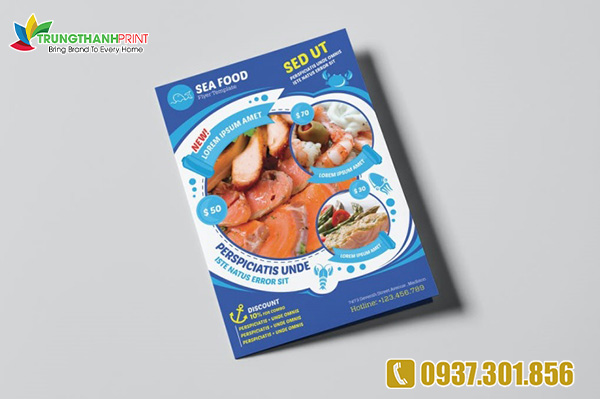 TRUNGTHANHPRINT
Bring Brand To Every Home
SEA FOOD
Flyer Template
SED UT
PERSPICIATIS UNDE OMNIS
ISTE NATUS ERROR SIT
NEW!
LOREM IPSUM AMET
$ 70
LOREM IPSUM AMET
$ 50
$ 30
LOREM IPSUM AMET
PERSPICIATIS UNDE
ISTE NATUS ERROR SIT
DISCOUNT
10% FOR COMBO
PERSPICIATIS • UNDE OMNIS
PERSPICIATIS • UNDE OMNIS
PERSPICIATIS • UNDE OMNIS
Street Avenue
Hotline: +123.456.789
0937.301.856